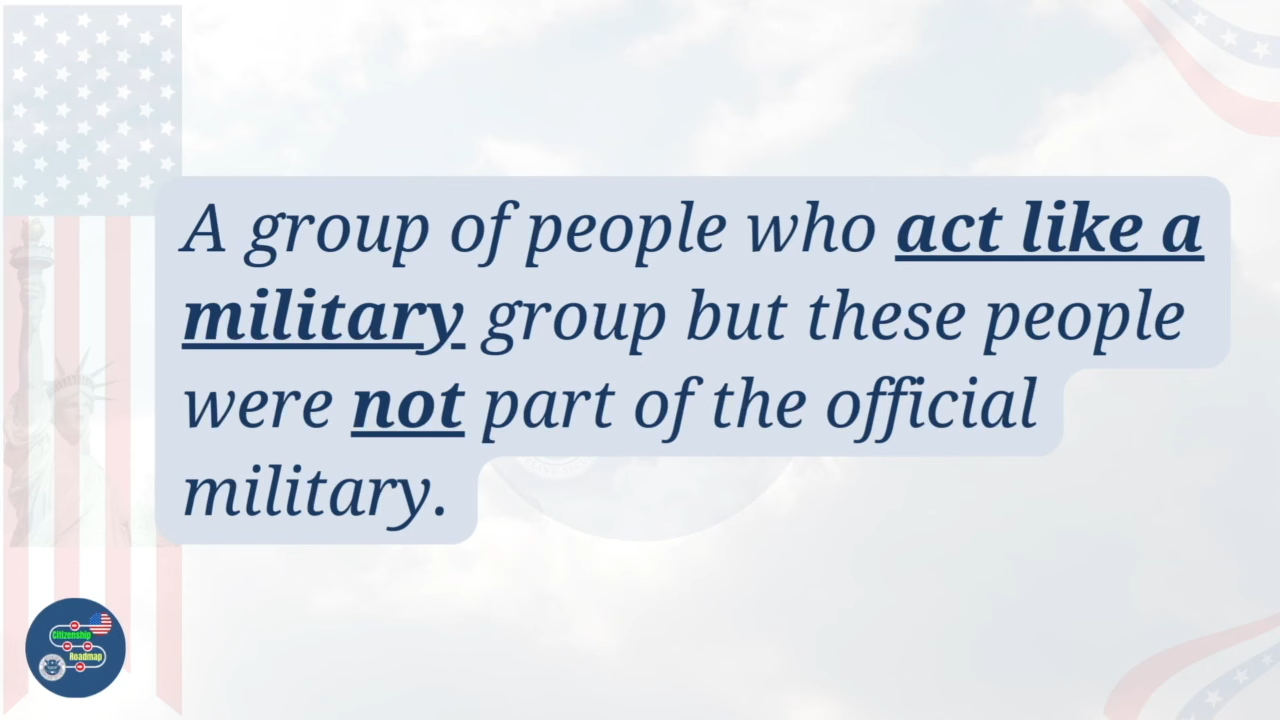 A group of people who act like a
military group but these people
were not part of the official
military.
Citizenship
Roadmap